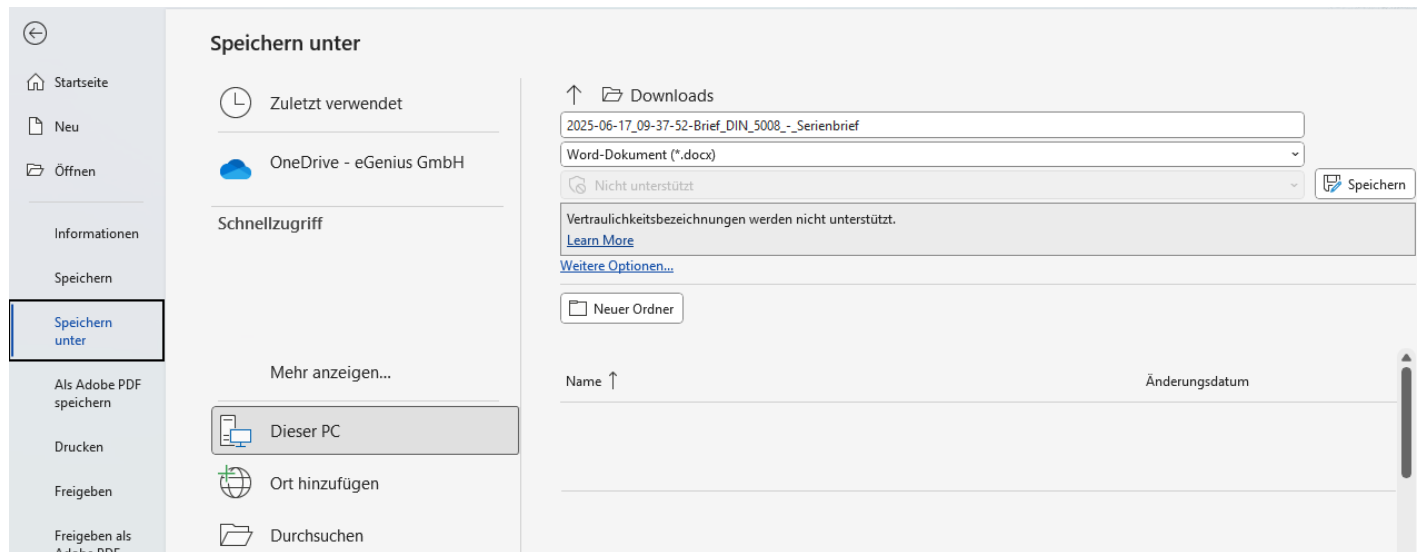 Speichern unter
Startseite
Neu
Öffnen
Informationen
Speichern
Speichern
unter
Als Adobe PDF
speichern
Drucken
Freigeben
Freigeben als
Adobe PDF
Zuletzt verwendet
OneDrive - eGenius GmbH
Schnellzugriff
Mehr anzeigen...
Dieser PC
Ort hinzufügen
Durchsuchen
Downloads
2025-06-17_09-37-52-Brief_DIN_5008_-_Serienbrief
Word-Dokument (*.docx)
Nicht unterstützt
Speichern
Vertraulichkeitsbezeichnungen werden nicht unterstützt.
Learn More
Weitere Optionen...
Neuer Ordner
Name
Änderungsdatum